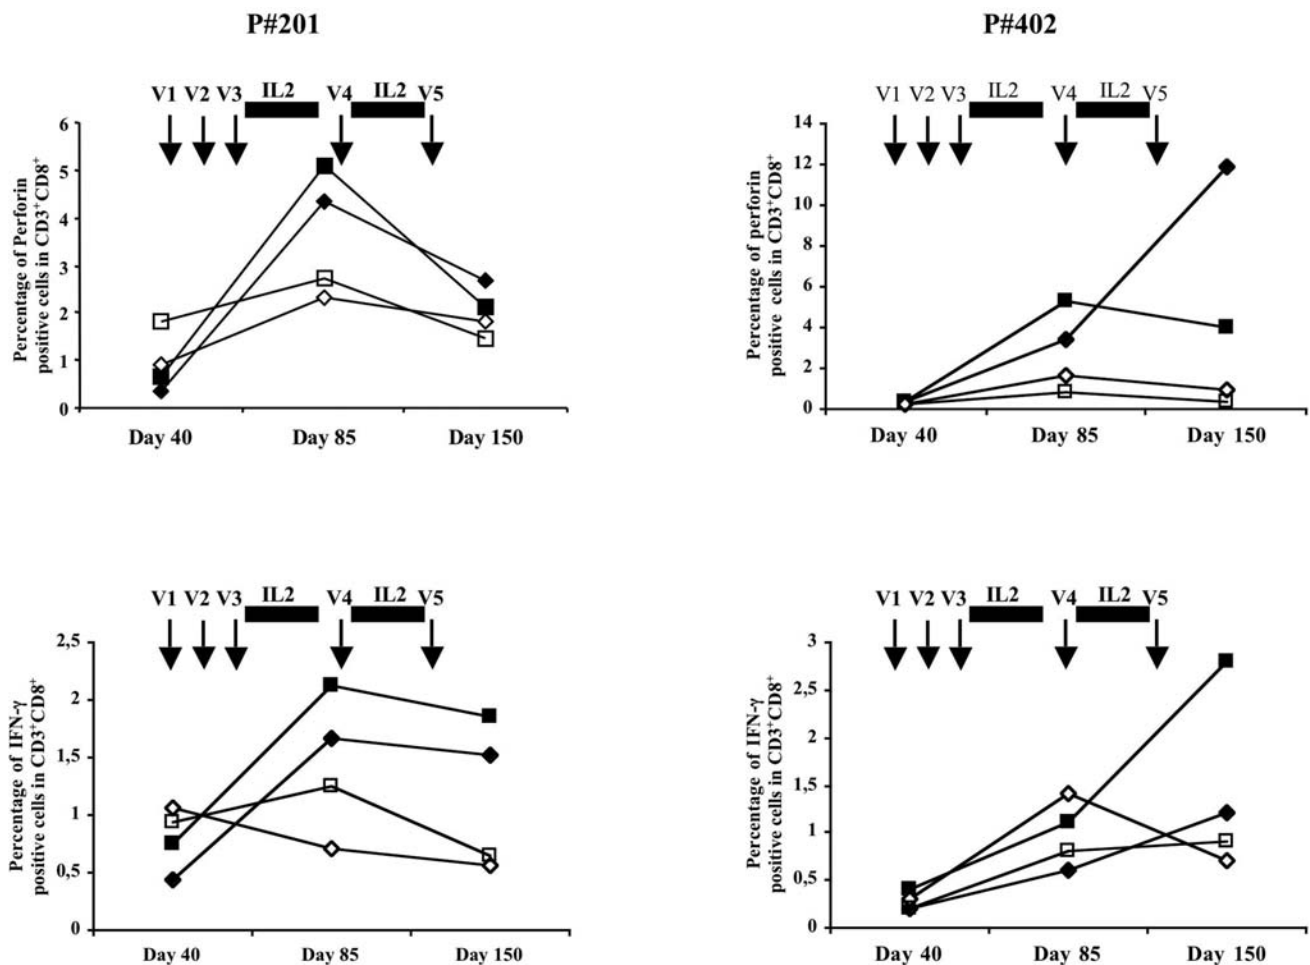 P#201
V1 V2 V3 IL2 V4 IL2 V5
Percentage of Perforin
positive cells in CD3⁺CD8⁺
6
5
4
3
2
1
0
Day 40 Day 85 Day 150
P#402
V1 V2 V3 IL2 V4 IL2 V5
Percentage of perforin
positive cells in CD3⁺CD8⁺
14
12
10
8
6
4
2
0
Day 40 Day 85 Day 150
V1 V2 V3 IL2 V4 IL2 V5
Percentage of IFN-γ
positive cells in CD3⁺CD8⁺
2,5
2
1,5
1
0,5
0
Day 40 Day 85 Day 150
V1 V2 V3 IL2 V4 IL2 V5
Percentage of IFN-γ
positive cells in CD3⁺CD8⁺
3
2,5
2
1,5
1
0,5
0
Day 40 Day 85 Day 150